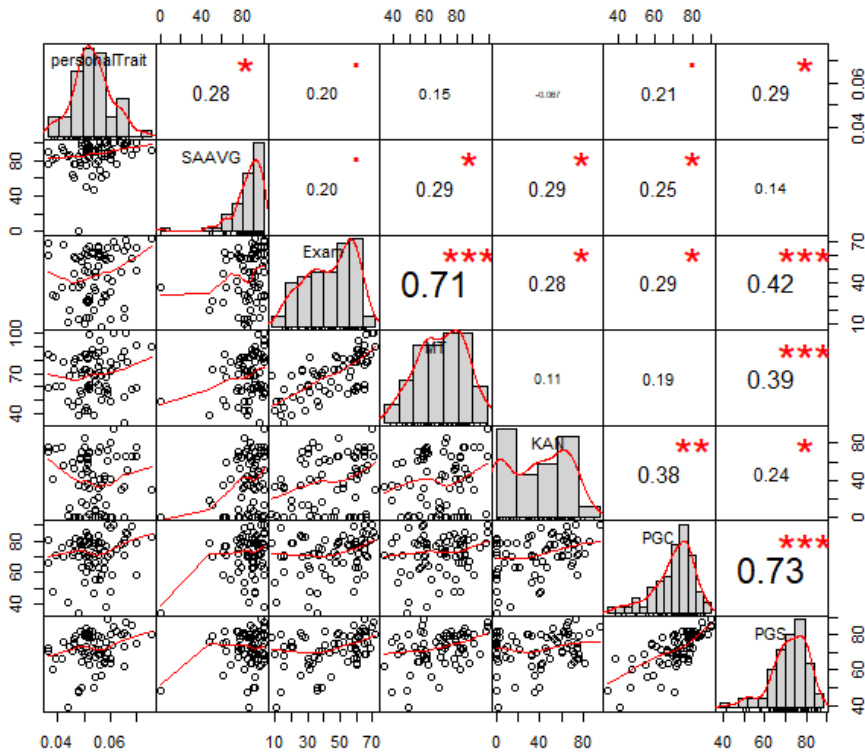 0 40 80 40 60 80 40 60 80
personalTrait 0.28 * 0.20 . 0.15 -0.067 0.21 . 0.29 * 0.04 0.06
0 40 80 SAAVG 0.20 . 0.29 * 0.29 * 0.25 * 0.14
Exam 0.71 *** 0.28 * 0.29 * 0.42 *** 10 40 70
40 70 100 MT 0.11 0.19 0.39 ***
KAN 0.38 ** 0.24 * 0 40 80
40 60 80 PGC 0.73 ***
PGS 40 60 80
0.04 0.06 10 30 50 70 0 40 80 40 60 80